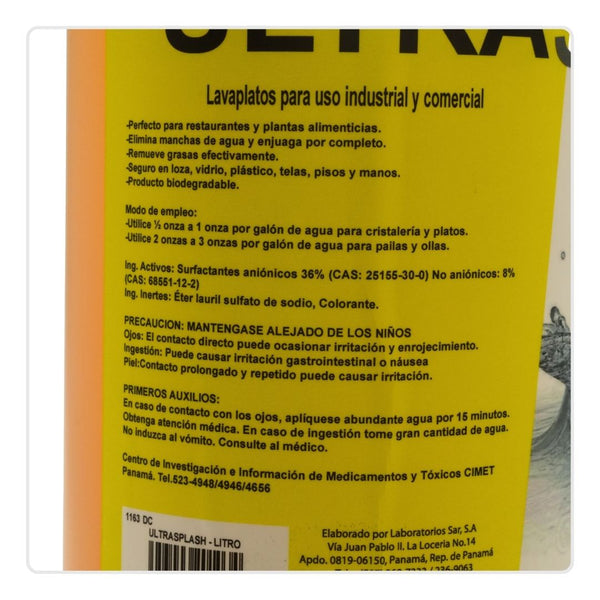 Lavaplatos para uso industrial y comercial
-Perfecto para restaurantes y plantas alimenticias.
-Elimina manchas de agua y enjuaga por completo.
-Remueve grasas efectivamente.
-Seguro en loza, vidrio, plástico, telas, pisos y manos.
-Producto biodegradable.
Modo de empleo:
-Utilice ½ onza a 1 onza por galón de agua para cristalería y platos.
-Utilice 2 onzas a 3 onzas por galón de agua para pailas y ollas.
Ing. Activos: Surfactantes aniónicos 36% (CAS: 25155-30-0) No aniónicos: 8%
(CAS: 68551-12-2)
Ing. Inertes: Éter lauril sulfato de sodio, Colorante.
PRECAUCION: MANTENGASE ALEJADO DE LOS NIÑOS
Ojos: El contacto directo puede ocasionar irritación y enrojecimiento.
Ingestión: Puede causar irritación gastrointestinal o náusea
Piel:Contacto prolongado y repetido puede causar irritación.
PRIMEROS AUXILIOS:
En caso de contacto con los ojos, aplíquese abundante agua por 15 minutos.
Obtenga atención médica. En caso de ingestión tome gran cantidad de agua.
No induzca al vómito. Consulte al médico.
Centro de Investigación e Información de Medicamentos y Tóxicos CIMET
Panamá. Tel.523-4948/4946/4656
1163 DC
ULTRASPLASH - LITRO
Elaborado por Laboratorios Sar, S.A
Vía Juan Pablo II. La Loceria No.14
Apdo. 0819-06150, Panamá, Rep. de Panamá